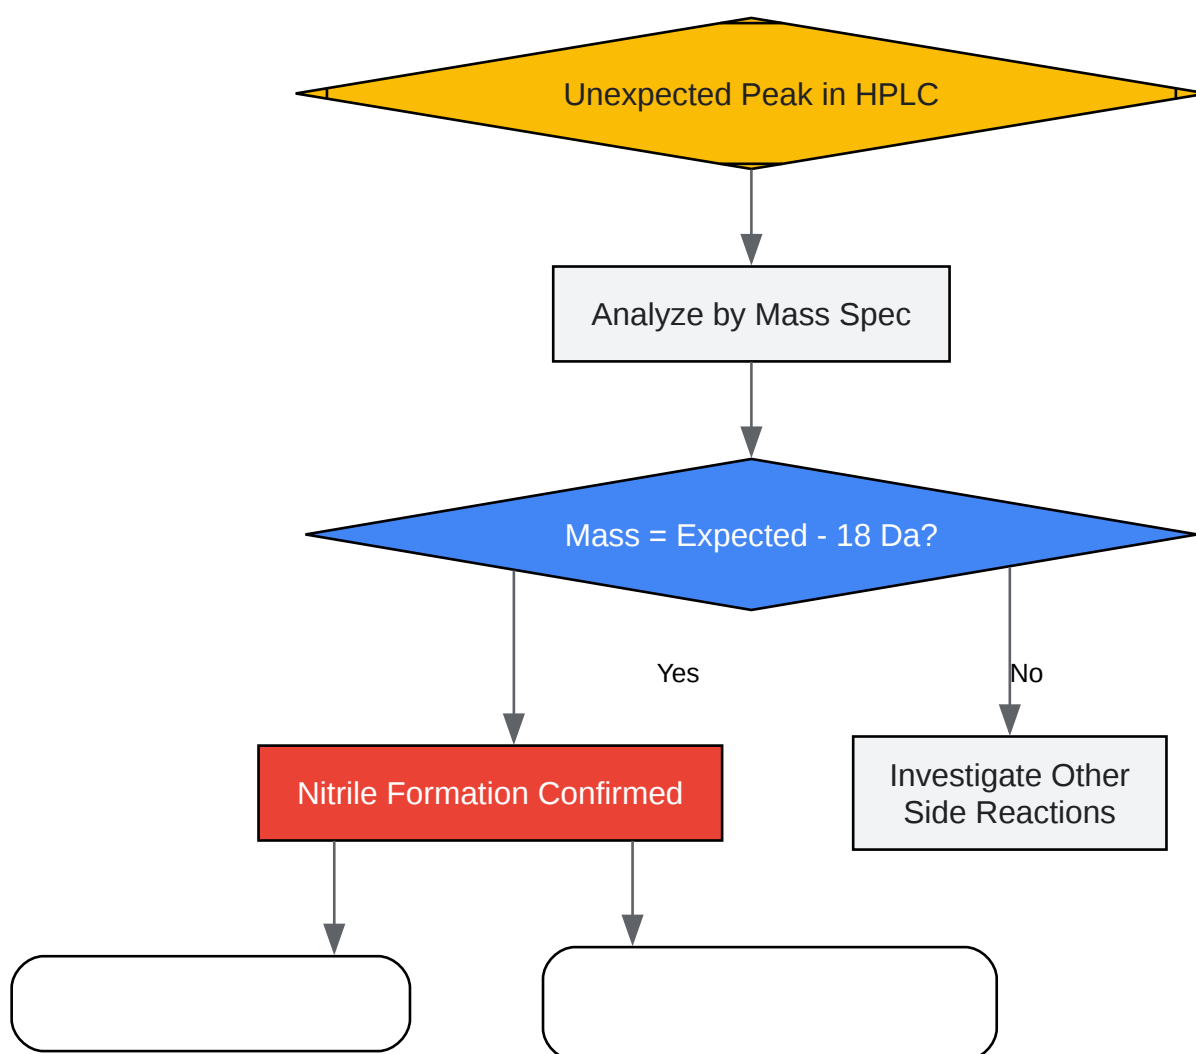 Unexpected Peak in HPLC
Analyze by Mass Spec
Mass = Expected - 18 Da?
Yes
No
Nitrile Formation Confirmed
Investigate Other
Side Reactions